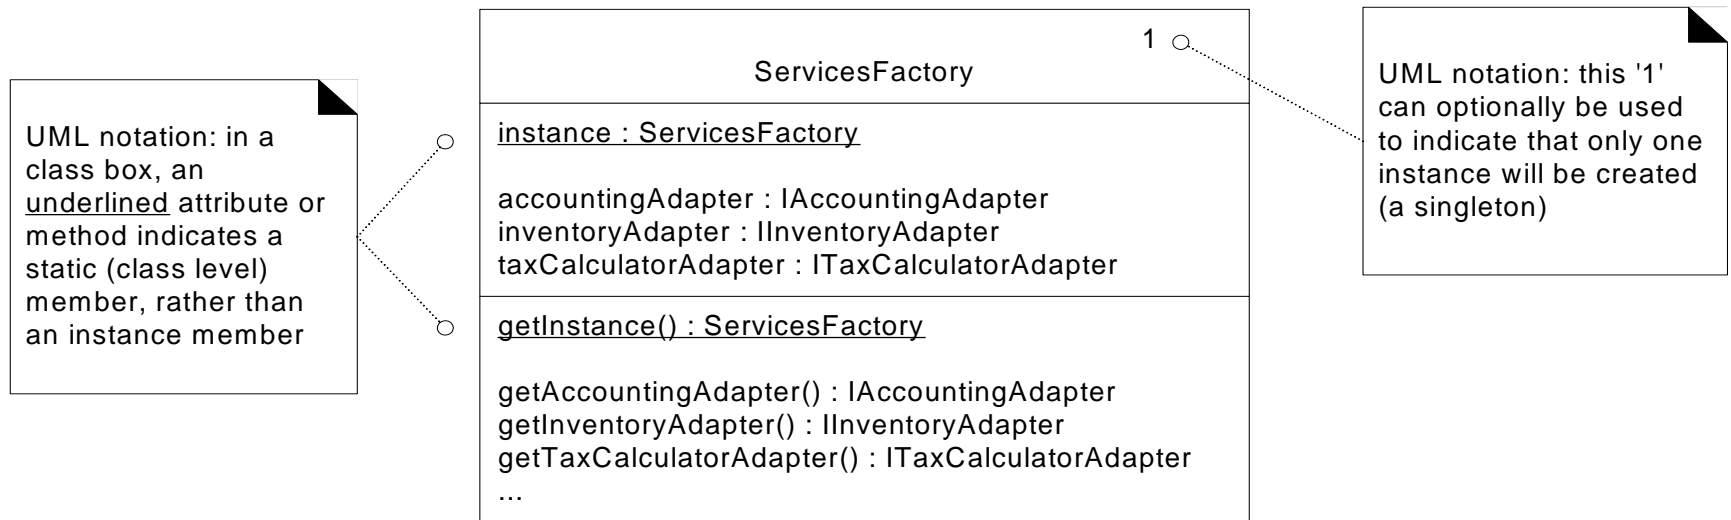 UML notation: in a
class box, an
underlined attribute or
method indicates a
static (class level)
member, rather than
an instance member
1
ServicesFactory
instance : ServicesFactory
accountingAdapter : IAccountingAdapter
inventoryAdapter : IInventoryAdapter
taxCalculatorAdapter : ITaxCalculatorAdapter
getInstance() : ServicesFactory
getAccountingAdapter() : IAccountingAdapter
getInventoryAdapter() : IInventoryAdapter
getTaxCalculatorAdapter() : ITaxCalculatorAdapter
...
UML notation: this '1'
can optionally be used
to indicate that only one
instance will be created
(a singleton)